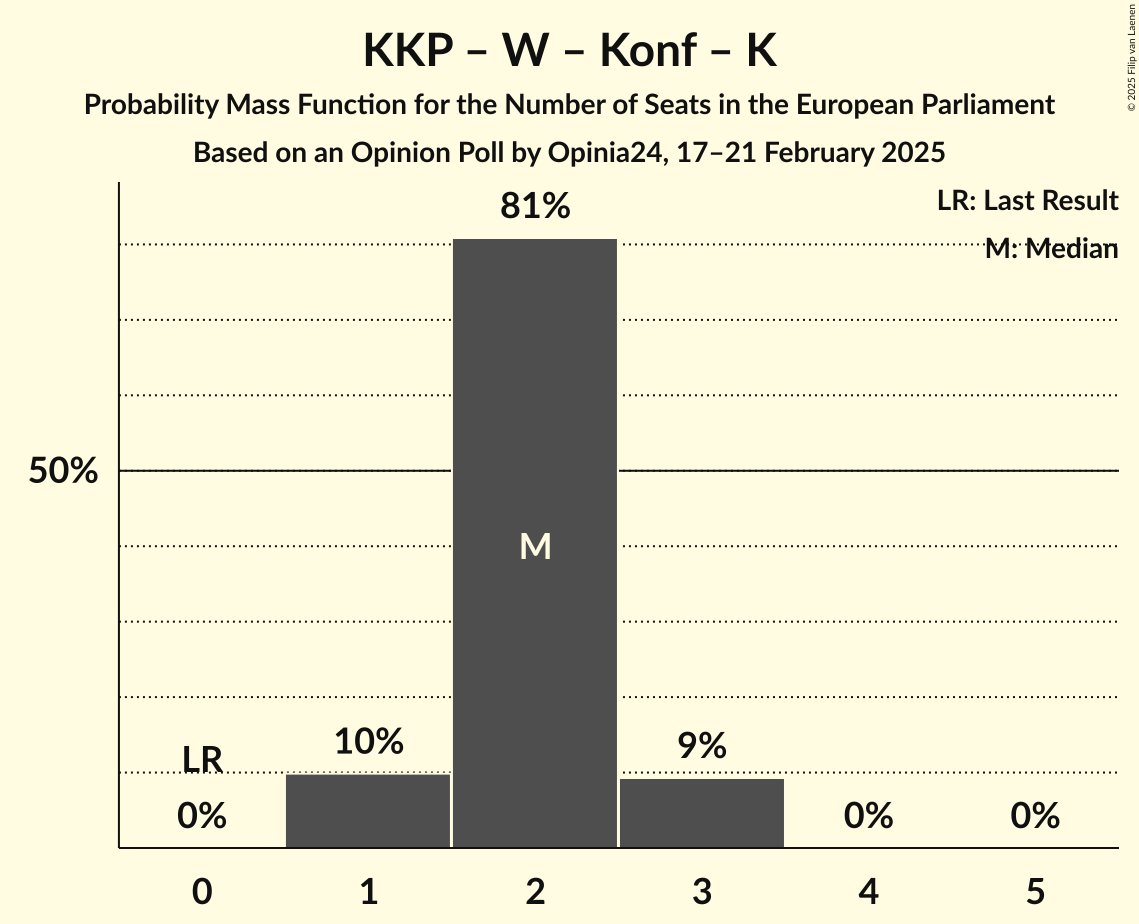 KKP – W – Konf – K
Probability Mass Function for the Number of Seats in the European Parliament
Based on an Opinion Poll by Opinia24, 17–21 February 2025
© 2025 Filip van Laenen
LR: Last Result
M: Median
81%
50%
M
LR
10%
9%
0%
0%
0%
0 1 2 3 4 5